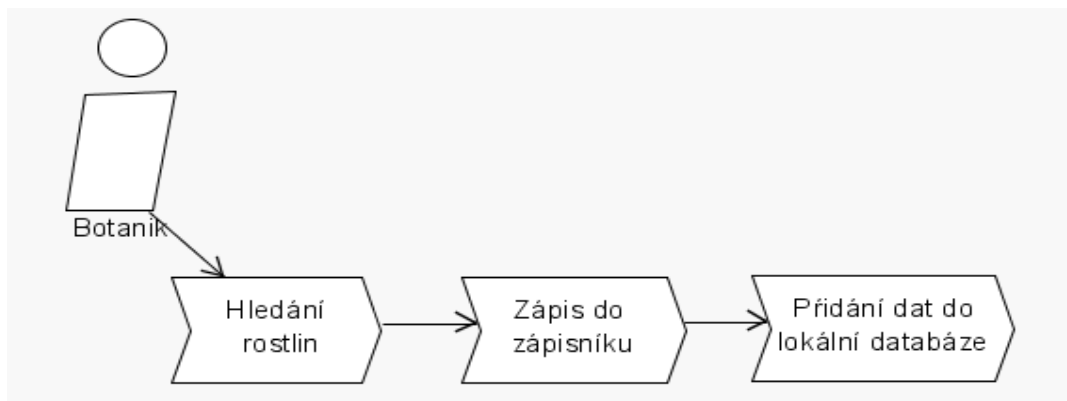 Botanik
Hledání
rostlin
Zápis do
zápisníku
Přidání dat do
lokální databáze